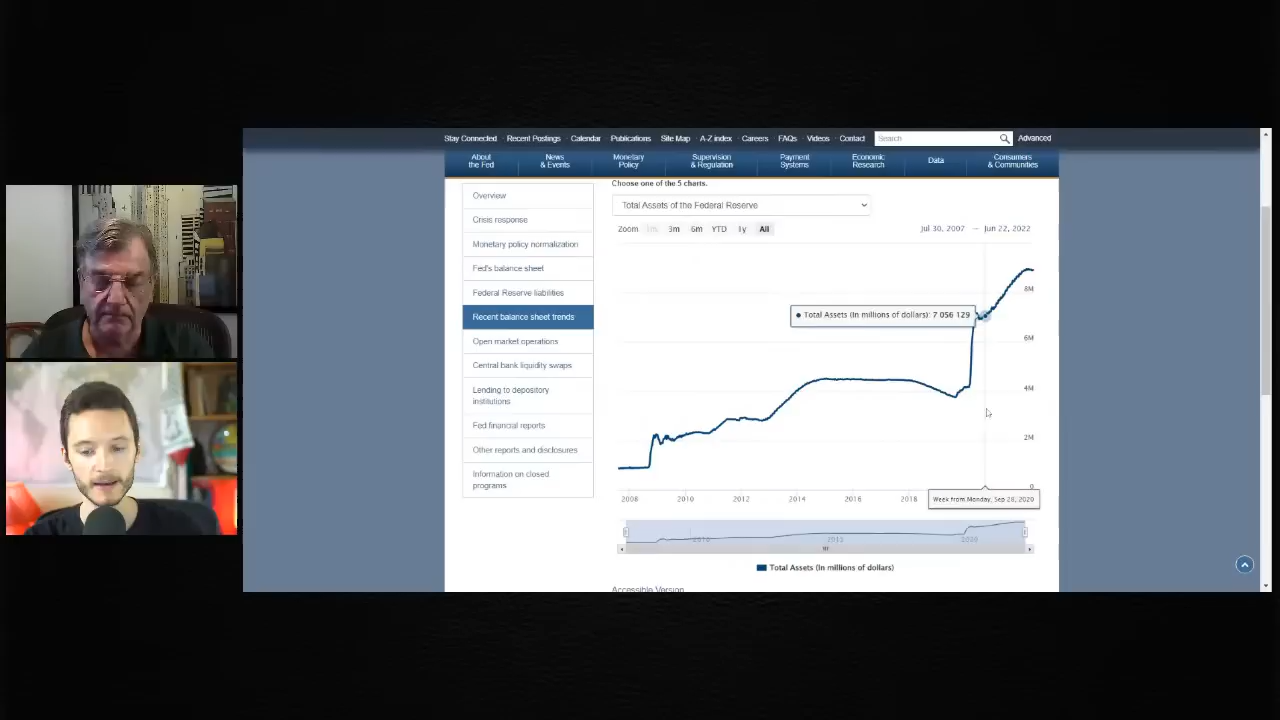 Stay Connected Recent Postings Calendar Publications Site Map A-Z index Careers FAQs Videos Contact Search Advanced
About the Fed
News & Events
Monetary Policy
Supervision & Regulation
Payment Systems
Economic Research
Data
Consumers & Communities
Overview
Crisis response
Monetary policy normalization
Fed's balance sheet
Federal Reserve liabilities
Recent balance sheet trends
Open market operations
Central bank liquidity swaps
Lending to depository
institutions
Fed financial reports
Other reports and disclosures
Information on closed
programs
Choose one of the 5 charts.
Total Assets of the Federal Reserve
Zoom 1m 3m 6m YTD 1y All Jul 30, 2007 — Jun 22, 2022
8M
Total Assets (In millions of dollars): 7 056 129
6M
4M
2M
0
2008 2010 2012 2014 2016 2018
Week from Monday, Sep 28, 2020
2010 2015 2020
Total Assets (In millions of dollars)
Accessible Version